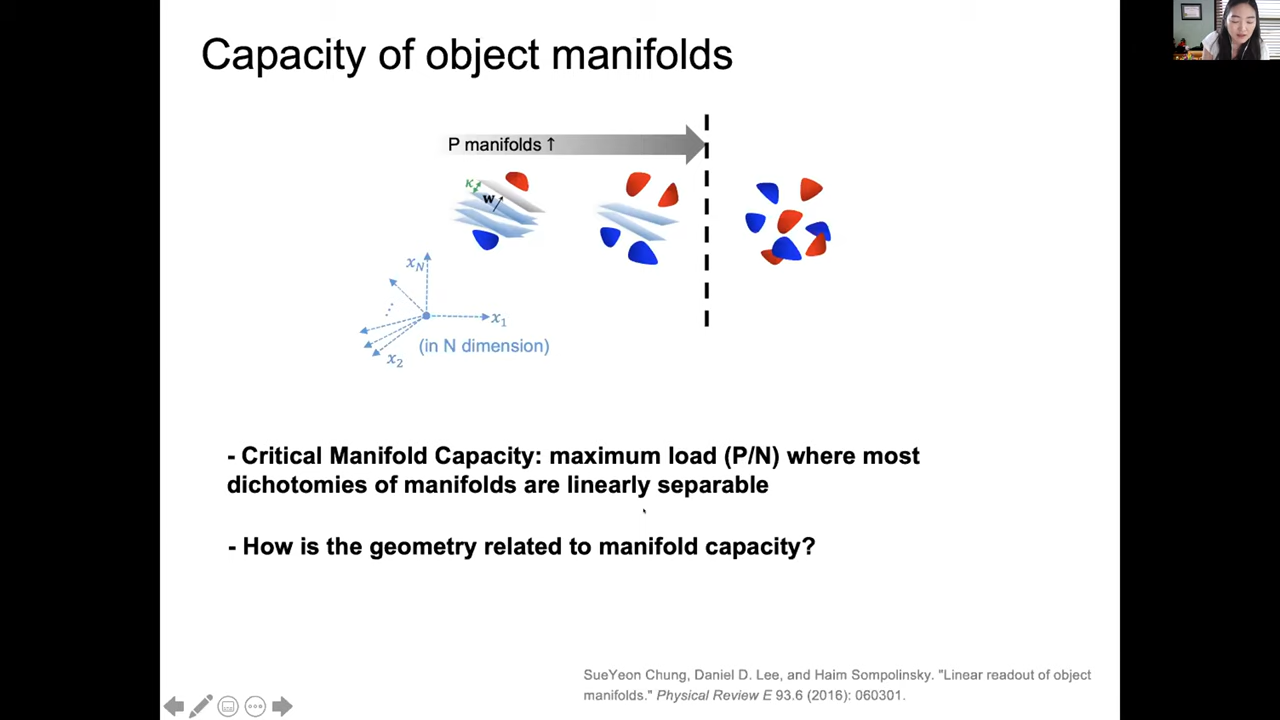 Capacity of object manifolds
P manifolds ↑
κ
w
x_N
x_1
(in N dimension)
x_2
- Critical Manifold Capacity: maximum load (P/N) where most
dichotomies of manifolds are linearly separable
- How is the geometry related to manifold capacity?
SueYeon Chung, Daniel D. Lee, and Haim Sompolinsky. "Linear readout of object
manifolds." Physical Review E 93.6 (2016): 060301.